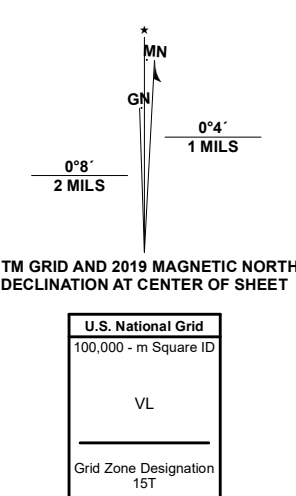 ★
MN
GN
0°4´
1 MILS
0°8´
2 MILS
TM GRID AND 2019 MAGNETIC NORTH
DECLINATION AT CENTER OF SHEET
U.S. National Grid
100,000 - m Square ID
VL
Grid Zone Designation
15T